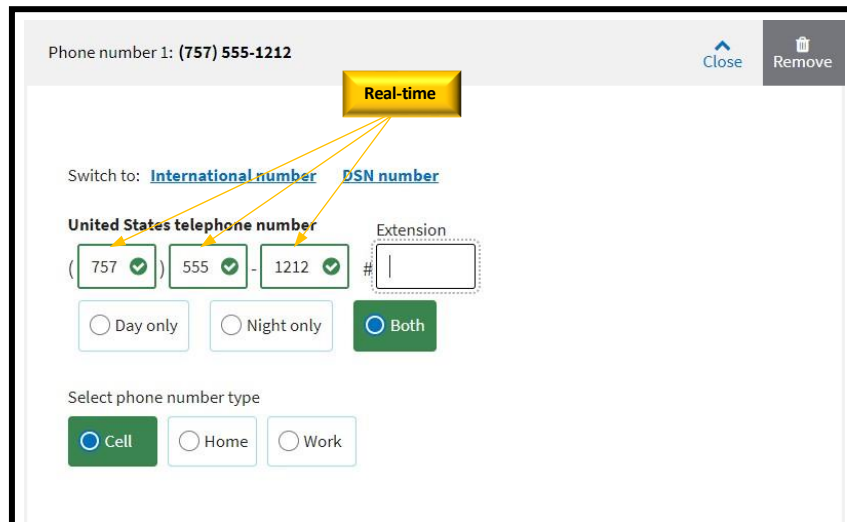 Phone number 1: (757) 555-1212
Close
Remove
Real-time
Switch to: International number DSN number
United States telephone number
Extension
( 757 ) 555 - 1212 #
Day only Night only Both
Select phone number type
Cell Home Work